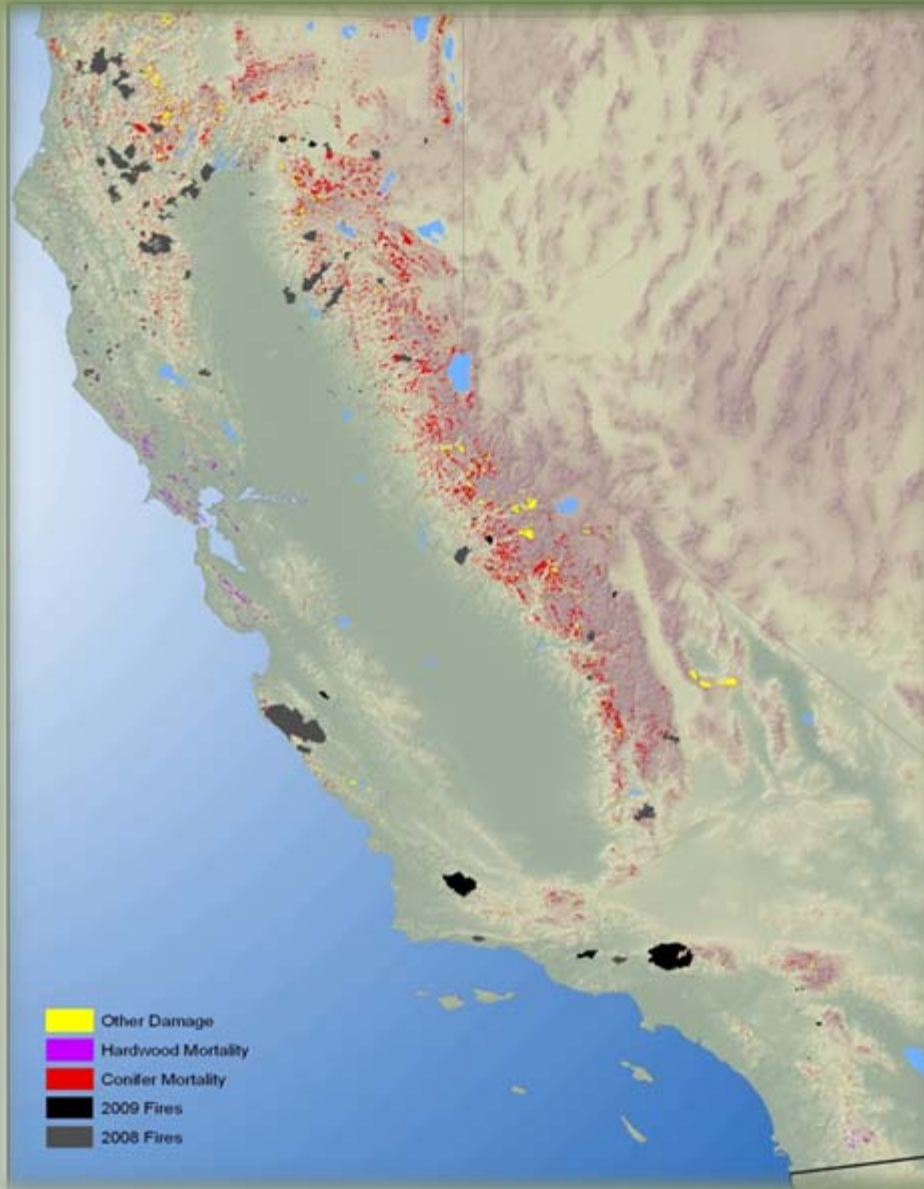 Other Damage
Hardwood Mortality
Conifer Mortality
2009 Fires
2008 Fires